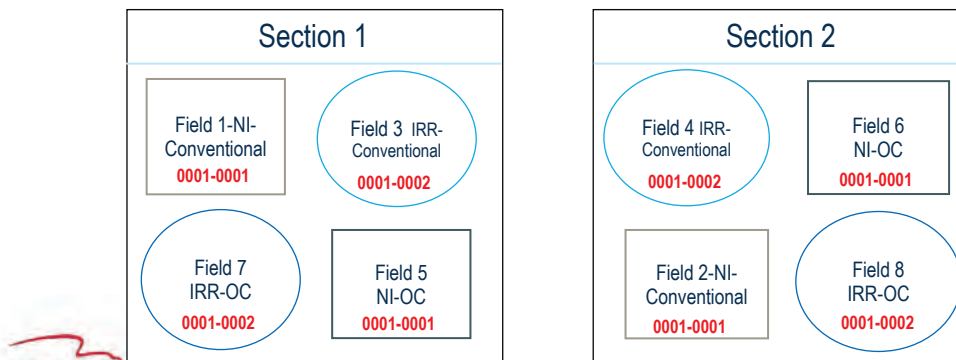 Section 1
Field 1-NI-
Conventional
0001-0001
Field 3 IRR-
Conventional
0001-0002
Field 7
IRR-OC
0001-0002
Field 5
NI-OC
0001-0001
Section 2
Field 4 IRR-
Conventional
0001-0002
Field 6
NI-OC
0001-0001
Field 2-NI-
Conventional
0001-0001
Field 8
IRR-OC
0001-0002